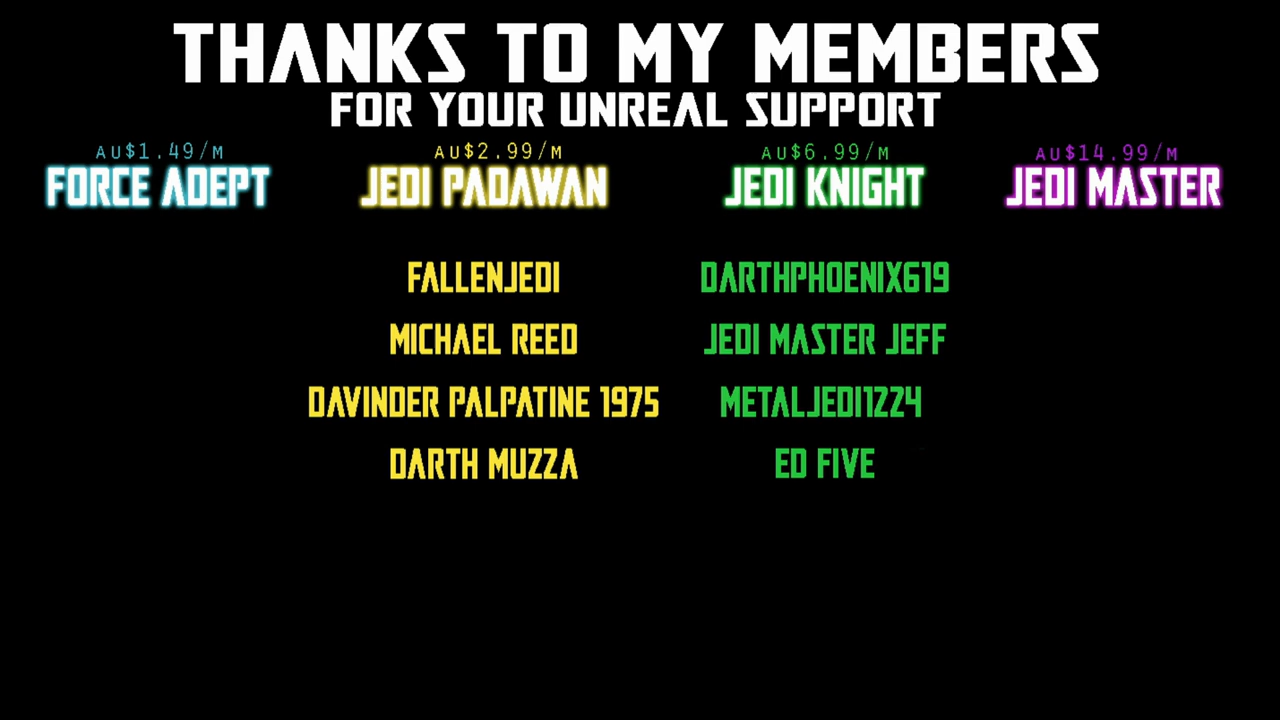 THANKS TO MY MEMBERS
FOR YOUR UNREAL SUPPORT
AU$1.49/M AU$2.99/M AU$6.99/M AU$14.99/M
FORCE ADEPT JEDI PADAWAN JEDI KNIGHT JEDI MASTER
FALLENJEDI DARTHPHOENIX619
MICHAEL REED JEDI MASTER JEFF
DAVINDER PALPATINE 1975 METALJEDI1224
DARTH MUZZA ED FIVE